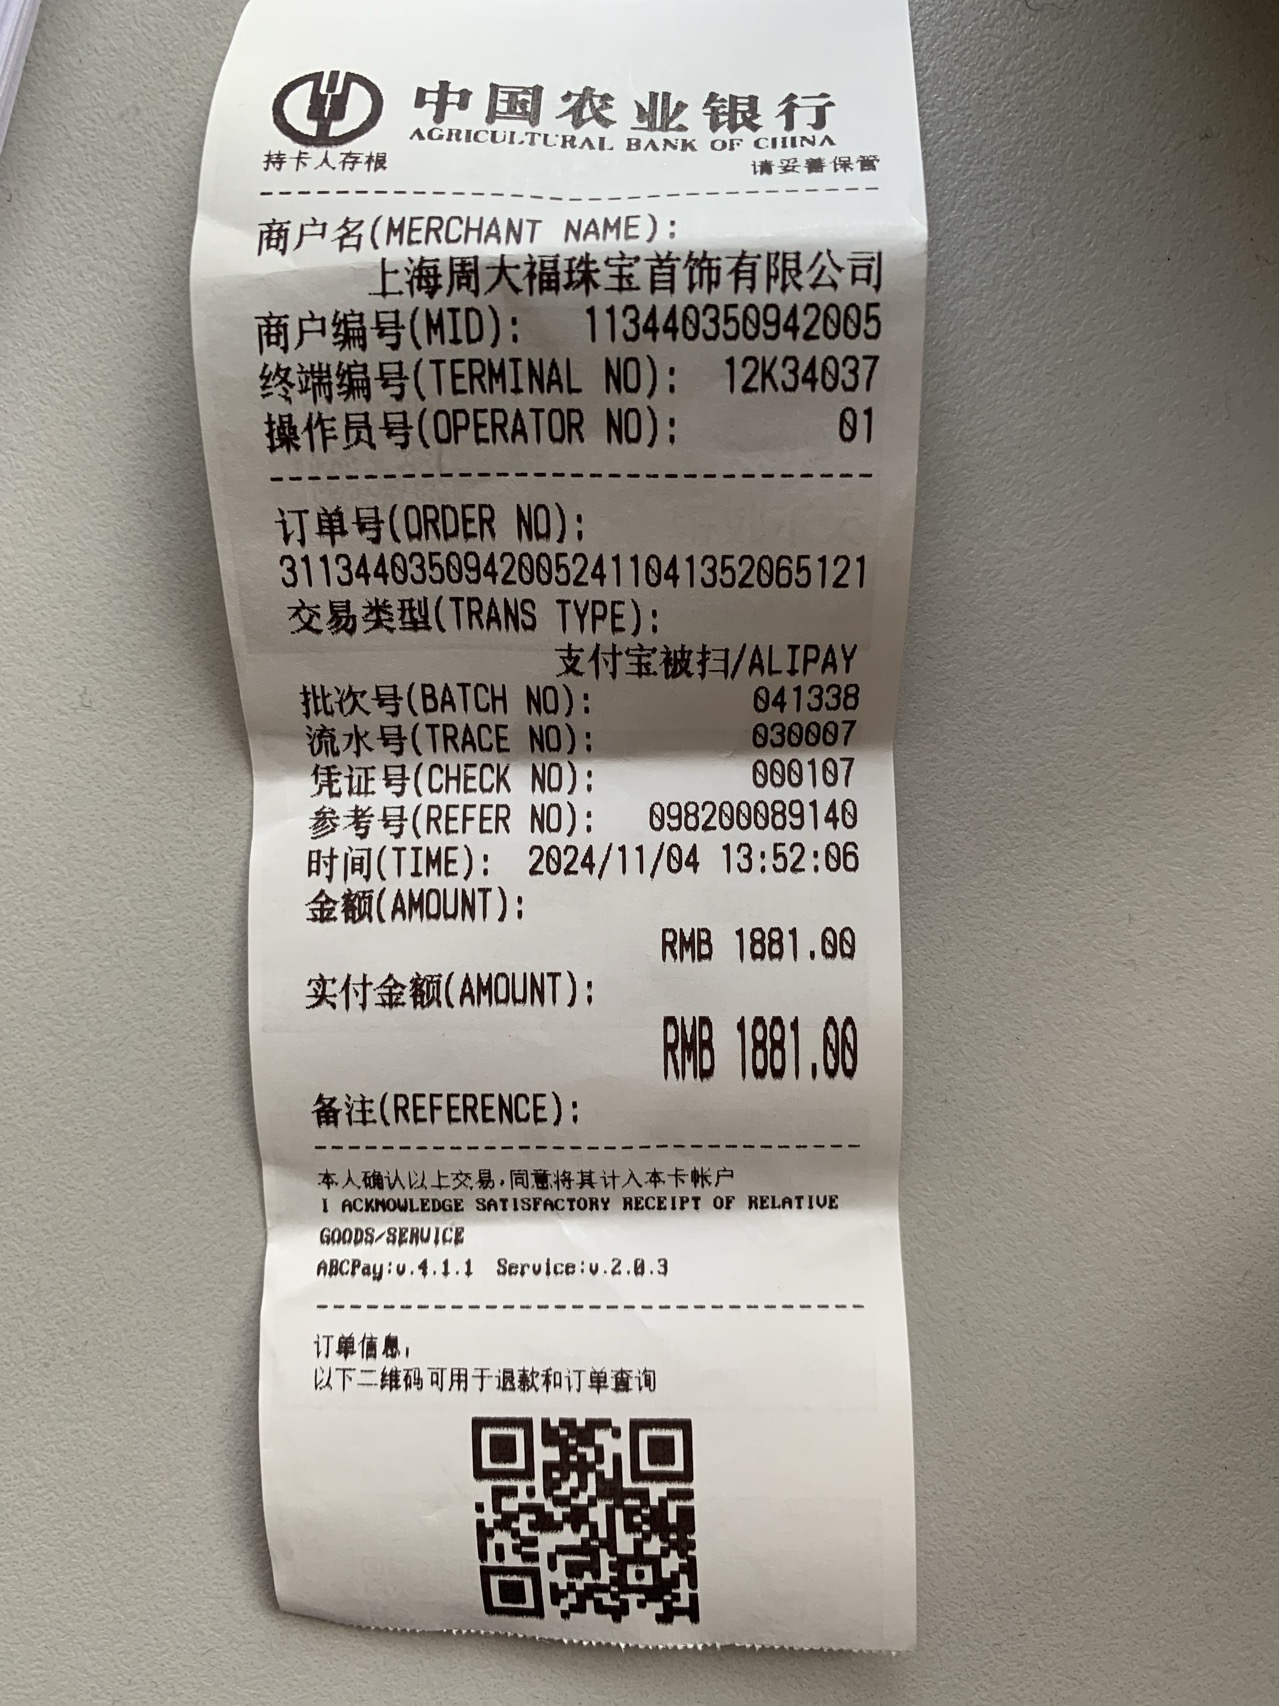 中国农业银行
AGRICULTURAL BANK OF CHINA
持卡人存根 请妥善保管
商户名(MERCHANT NAME):
上海周大福珠宝首饰有限公司
商户编号(MID): 113440350942005
终端编号(TERMINAL NO): 12K34037
操作员号(OPERATOR NO): 01
订单号(ORDER NO):
31134403509420052411041352065121
交易类型(TRANS TYPE):
支付宝被扫/ALIPAY
批次号(BATCH NO): 041338
流水号(TRACE NO): 030007
凭证号(CHECK NO): 000107
参考号(REFER NO): 098200089140
时间(TIME): 2024/11/04 13:52:06
金额(AMOUNT):
RMB 1881.00
实付金额(AMOUNT):
RMB 1881.00
备注(REFERENCE):
本人确认以上交易,同意将其计入本卡帐户
I ACKNOWLEDGE SATISFACTORY RECEIPT OF RELATIVE
GOODS/SERVICE
ABCPay:v.4.1.1 Service:v.2.0.3
订单信息,
以下二维码可用于退款和订单查询